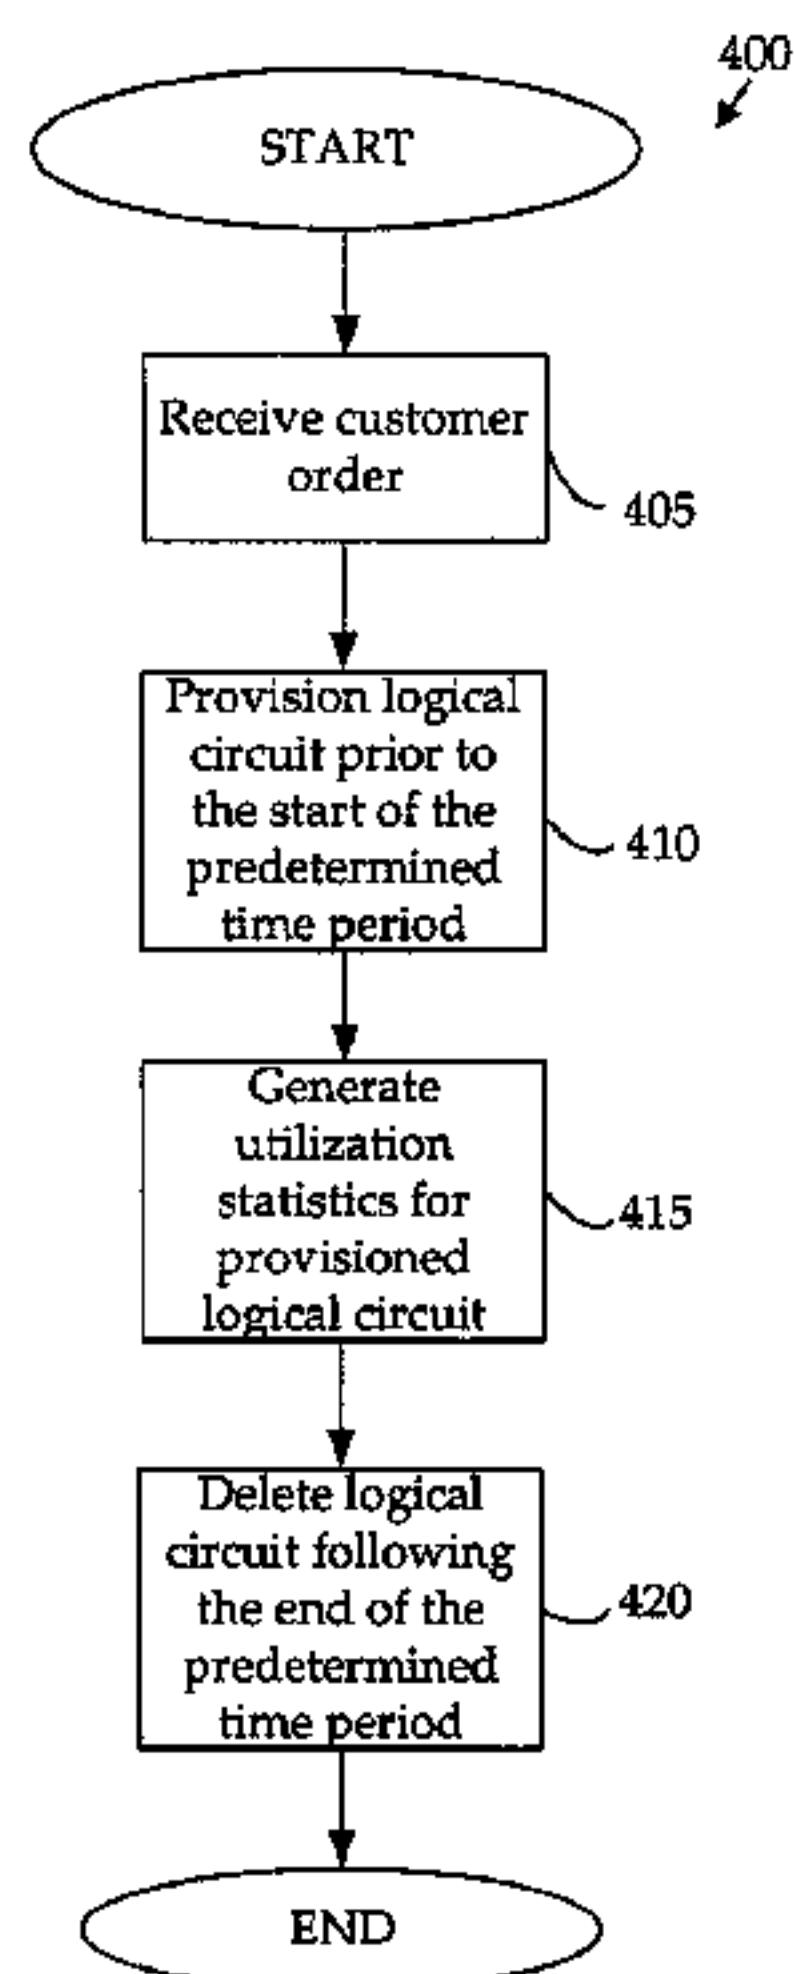 400
START
Receive customer
order
405
Provision logical
circuit prior to
the start of the
predetermined
time period
410
Generate
utilization
statistics for
provisioned
logical circuit
415
Delete logical
circuit following
the end of the
predetermined
time period
420
END